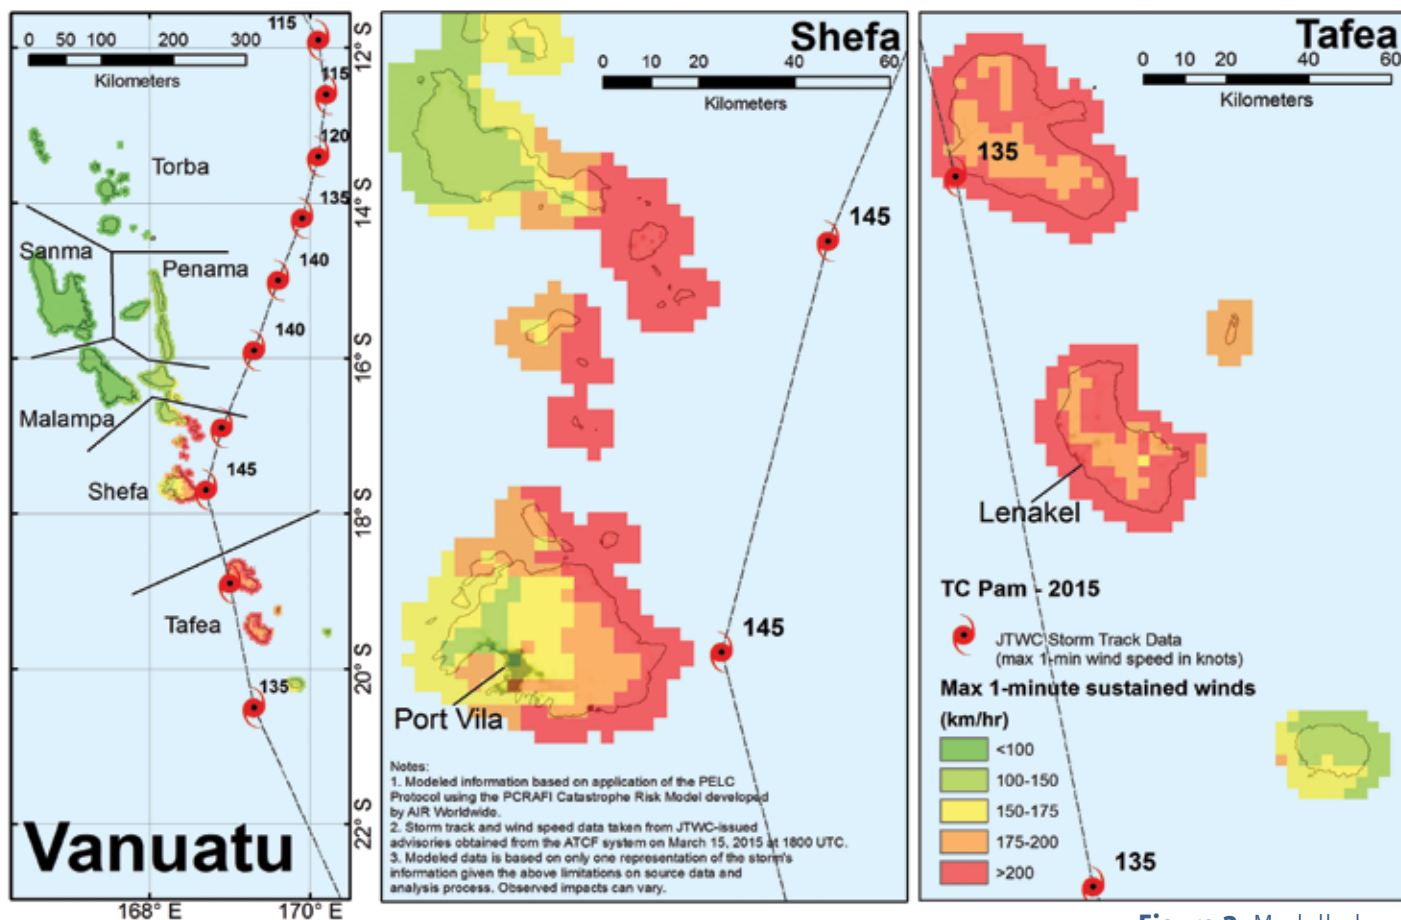 115
0 50 100 200 300
Kilometers
115
120
Torba
135
Sanma
Penama
140
140
Malampa
145
Shefa
Tafea
135
Vanuatu
168° E 170° E
12° S
14° S
16° S
18° S
20° S
22° S
Shefa
0 10 20 40 60
Kilometers
145
145
Port Vila
Notes:
1. Modeled information based on application of the PELC
Protocol using the PCRAFI Catastrophe Risk Model developed
by AIR Worldwide.
2. Storm track and wind speed data taken from JTWC-issued
advisories obtained from the ATCF system on March 15, 2015 at 1800 UTC.
3. Modeled data is based on only one representation of the storm's
information given the above limitations on source data and
analysis process. Observed impacts can vary.
Tafea
0 10 20 40 60
Kilometers
135
Lenakel
TC Pam - 2015
JTWC Storm Track Data
(max 1-min wind speed in knots)
Max 1-minute sustained winds
(km/hr)
<100
100-150
150-175
175-200
>200
135